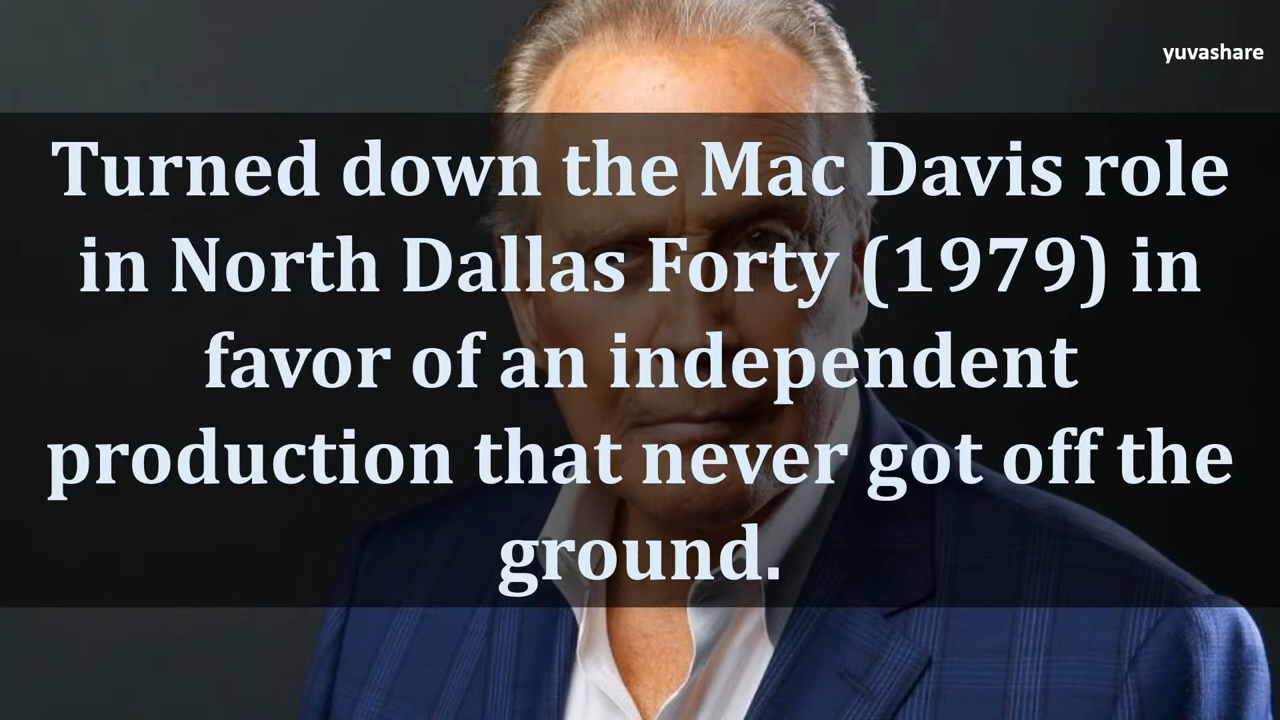 yuvashare
Turned down the Mac Davis role
in North Dallas Forty (1979) in
favor of an independent
production that never got off the
ground.